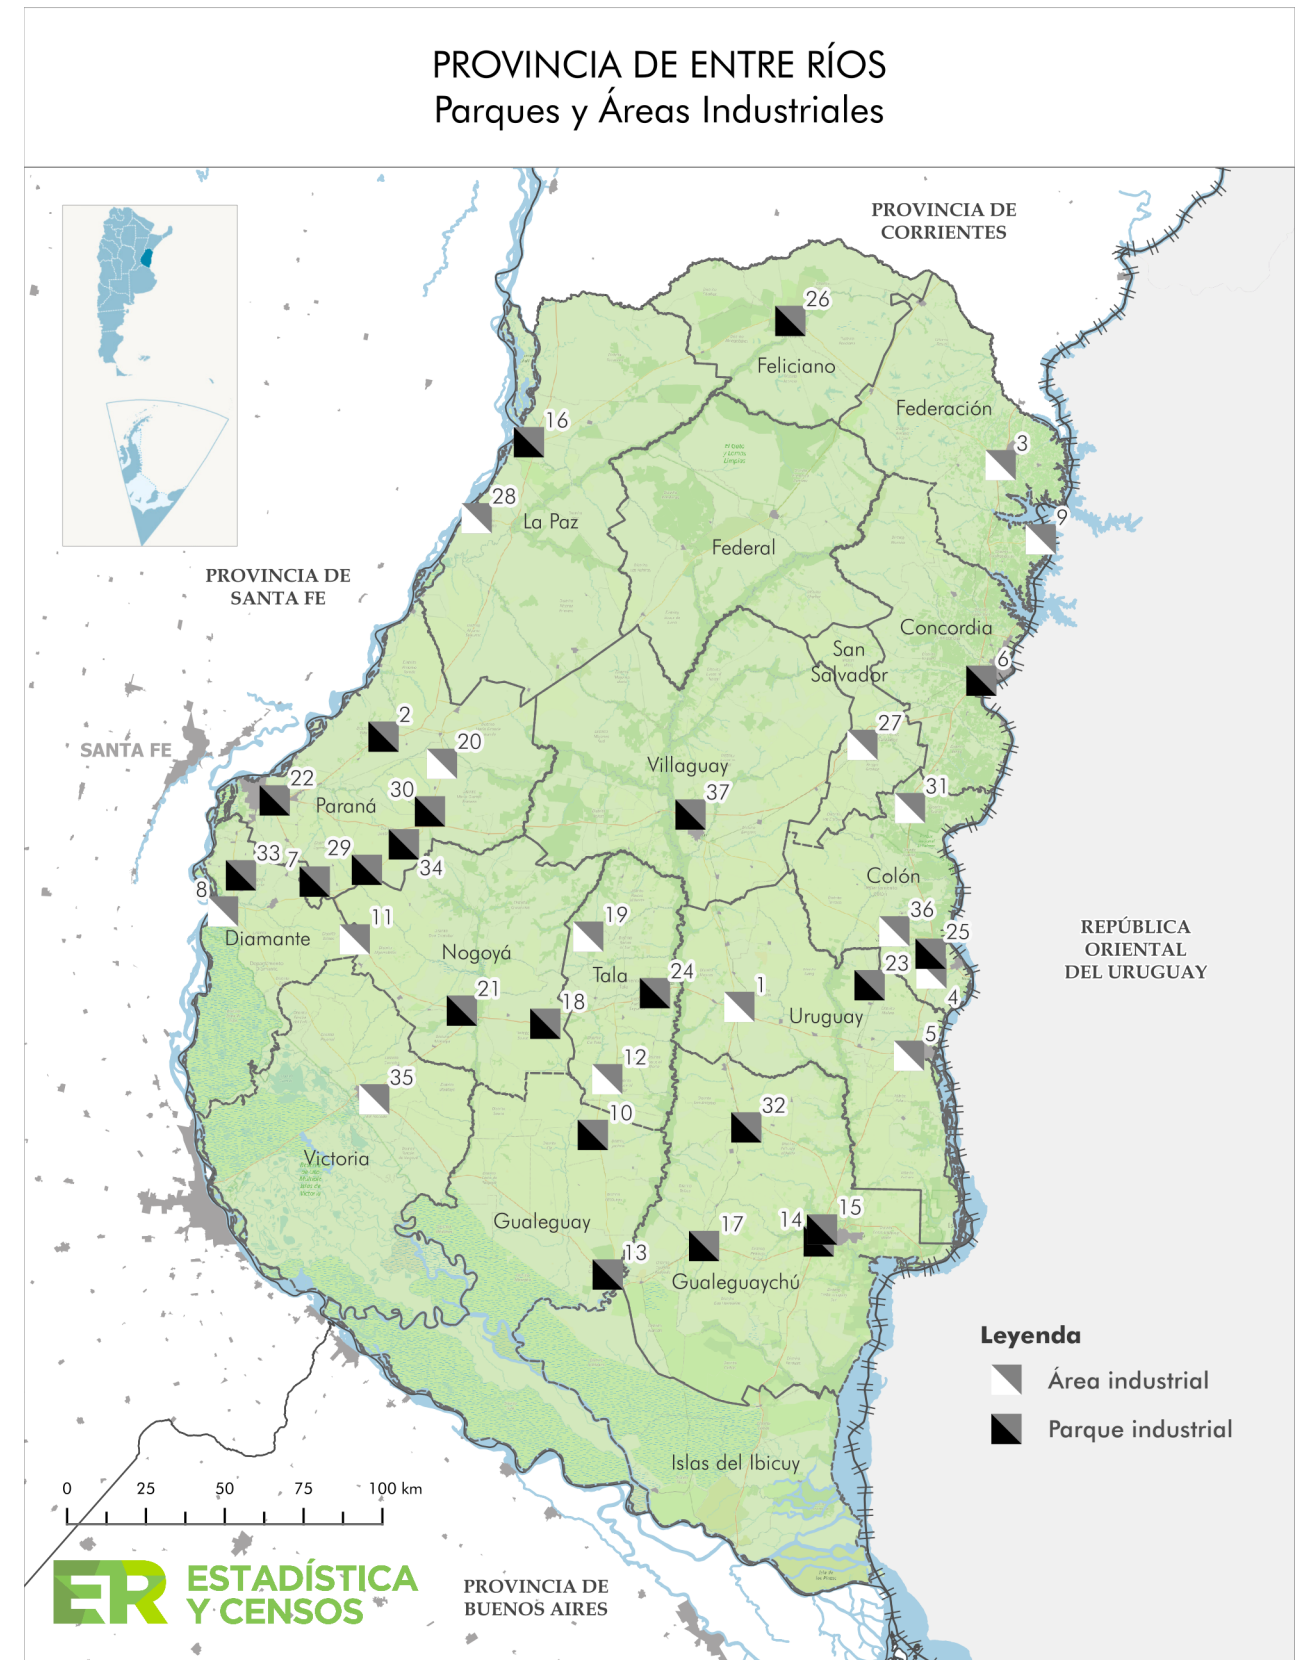 PROVINCIA DE ENTRE RÍOS
Parques y Áreas Industriales
PROVINCIA DE
CORRIENTES
26
Feliciano
Federación
16
3
28
La Paz
9
Federal
PROVINCIA DE
SANTA FE
Concordia
San
Salvador
6
2
27
20
SANTA FE
Villaguay
22
30
31
Paraná
37
29
33
7
34
Colón
8
11
19
36
25
Diamante
Nogoyá
REPÚBLICA
ORIENTAL
DEL URUGUAY
Tala
24
23
21
18
1
4
Uruguay
5
12
35
10
32
Victoria
15
14
17
Gualeguay
13
Gualeguaychú
Leyenda
Área industrial
Parque industrial
Islas del Ibicuy
0 25 50 75 100 km
ER ESTADÍSTICA
Y CENSOS
PROVINCIA DE
BUENOS AIRES